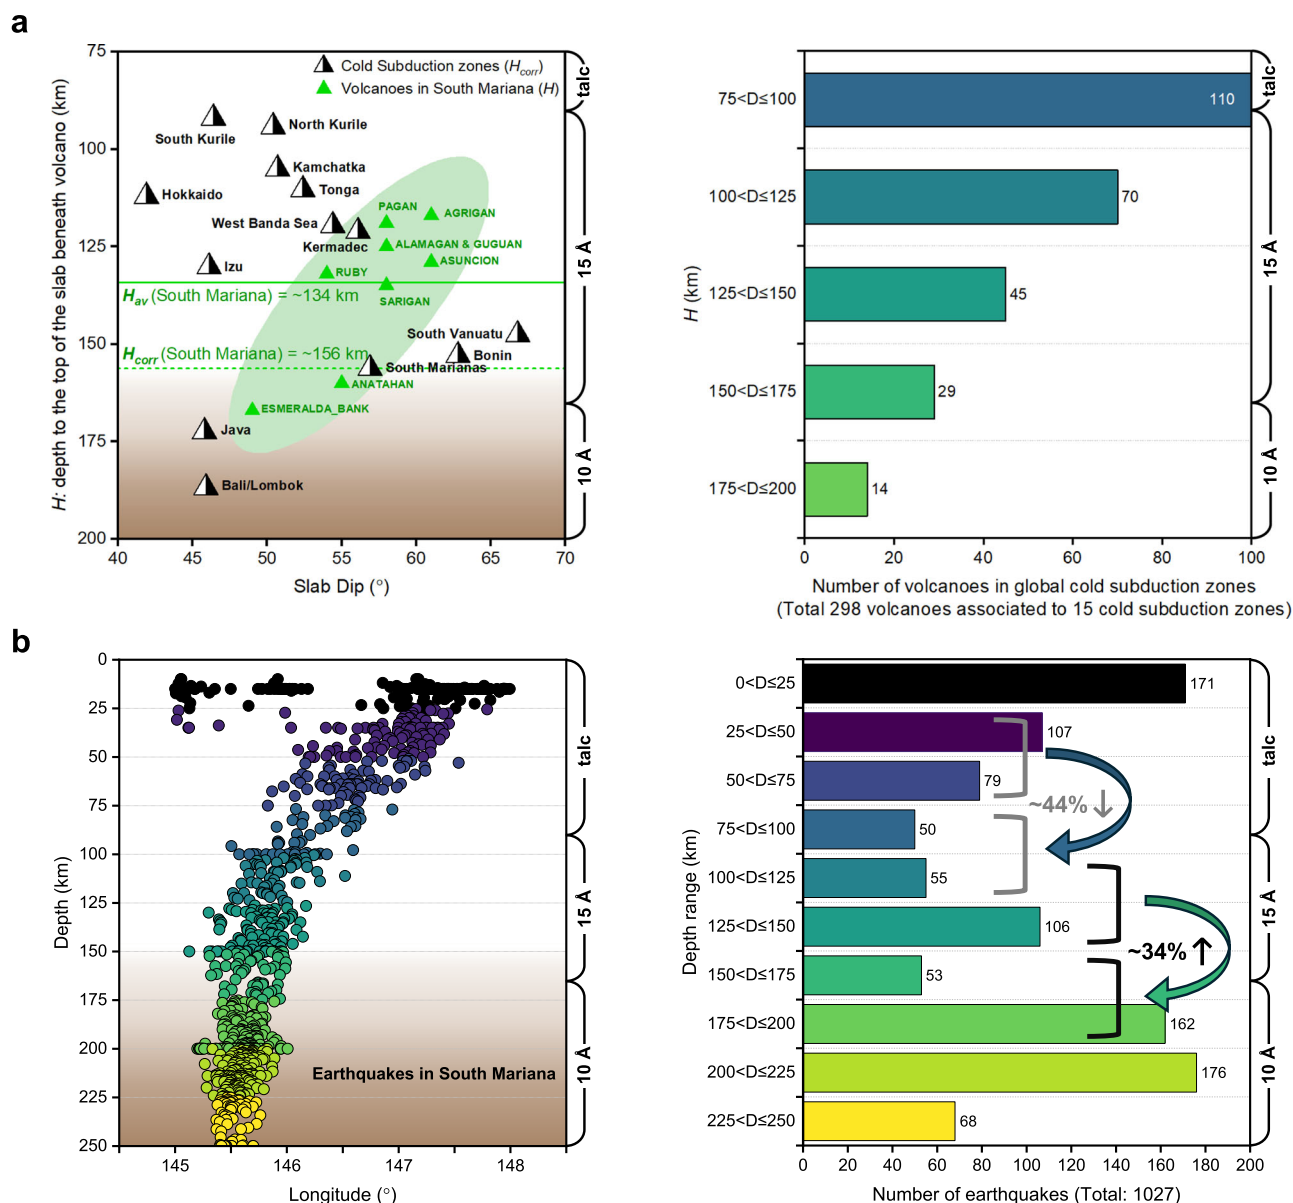 a
75
100
125
150
175
200
40
45
50
55
60
65
70
H: depth to the top of the slab beneath volcano (km)
Slab Dip (°)
Cold Subduction zones (Hcorr)
Volcanoes in South Mariana (H)
South Kurile
North Kurile
Kamchatka
Hokkaido
Tonga
West Banda Sea
Kermadec
Izu
PAGAN
AGRIGAN
ALAMAGAN & GUGUAN
ASUNCION
RUBY
SARIGAN
Hav (South Mariana) = ~134 km
South Vanuatu
Bonin
Hcorr (South Mariana) = ~156 km
South Marianas
ANATAHAN
ESMERALDA_BANK
Java
Bali/Lombok
talc
15 Å
10 Å
75<D≤100
100<D≤125
125<D≤150
150<D≤175
175<D≤200
H (km)
110
70
45
29
14
0
20
40
60
80
100
Number of volcanoes in global cold subduction zones
(Total 298 volcanoes associated to 15 cold subduction zones)
talc
15 Å
10 Å
b
0
25
50
75
100
125
150
175
200
225
250
145
146
147
148
Depth (km)
Longitude (°)
Earthquakes in South Mariana
talc
15 Å
10 Å
0<D≤25
25<D≤50
50<D≤75
75<D≤100
100<D≤125
125<D≤150
150<D≤175
175<D≤200
200<D≤225
225<D≤250
Depth range (km)
171
107
79
50
55
106
53
162
176
68
~44% ↓
~34% ↑
0
20
40
60
80
100
120
140
160
180
200
Number of earthquakes (Total: 1027)
talc
15 Å
10 Å